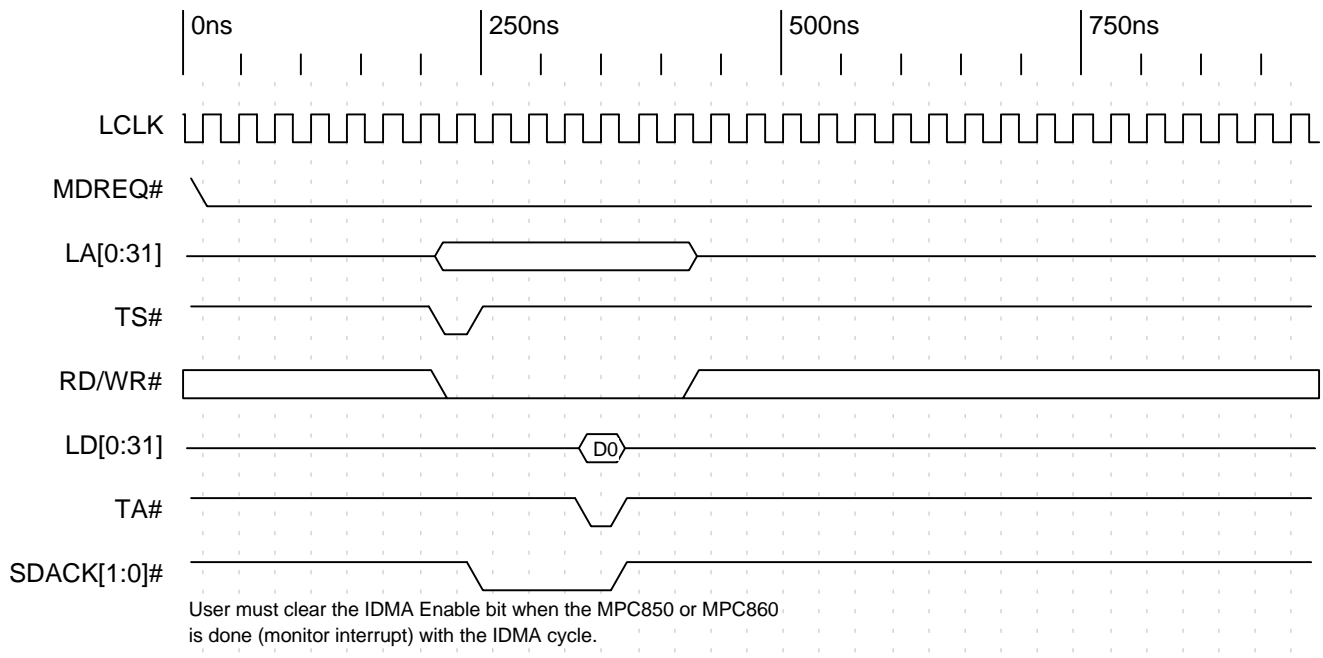 0ns 250ns 500ns 750ns
LCLK
MDREQ#
LA[0:31]
TS#
RD/WR#
LD[0:31] D0
TA#
SDACK[1:0]#
User must clear the IDMA Enable bit when the MPC850 or MPC860
is done (monitor interrupt) with the IDMA cycle.